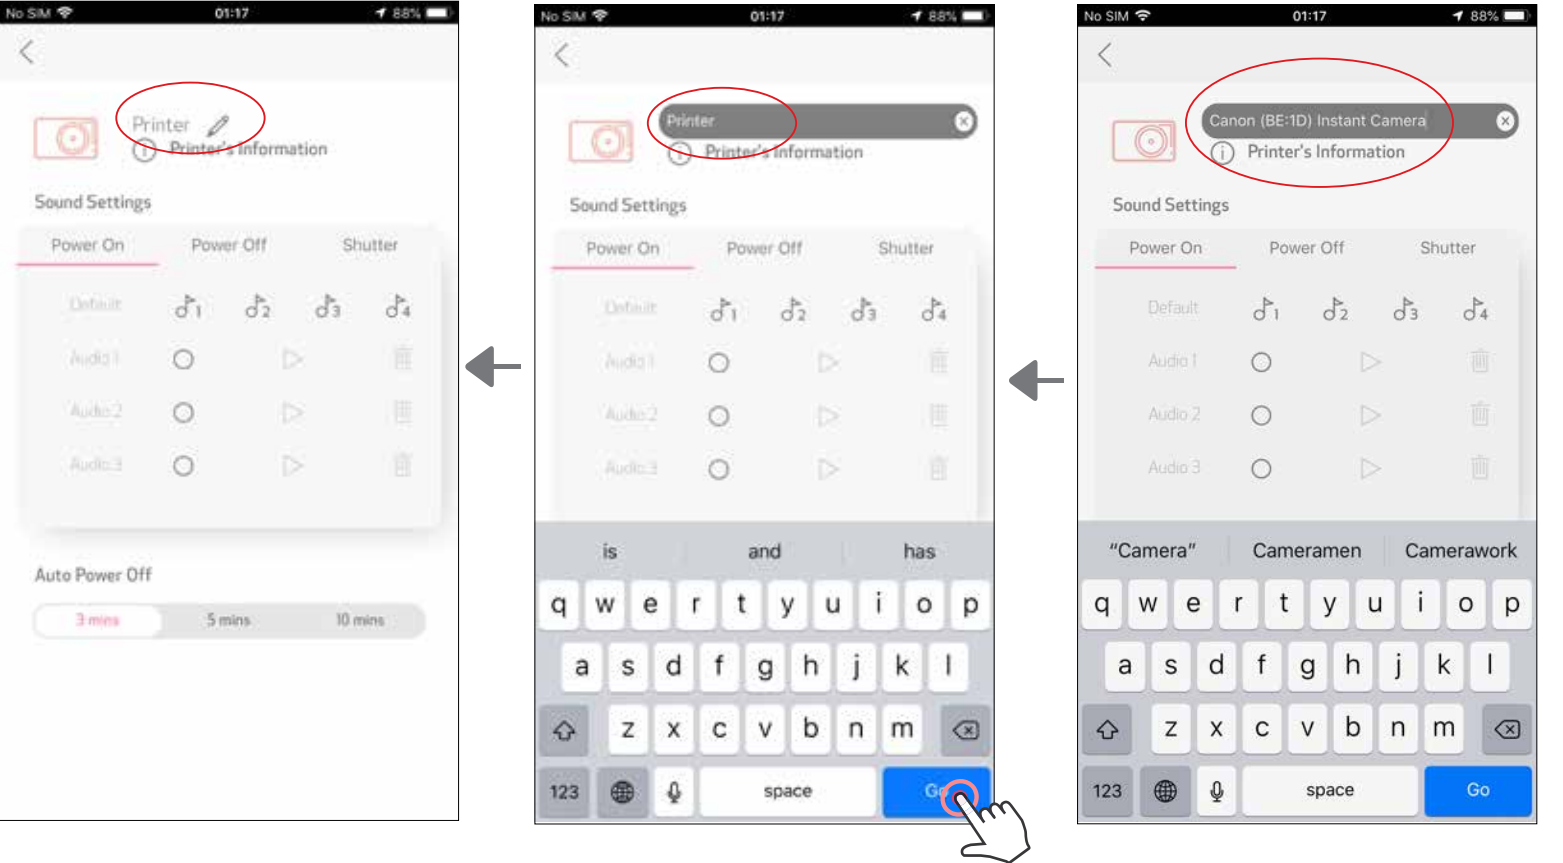 No SIM 01:17 88%
Printer
Printer's Information
Sound Settings
Power On Power Off Shutter
Default 1 2 3 4
Audio 1
Audio 2
Audio 3
Auto Power Off
3 mins 5 mins 10 mins
No SIM 01:17 88%
Printer
Printer's Information
Sound Settings
Power On Power Off Shutter
Default 1 2 3 4
Audio 1
Audio 2
Audio 3
is and has
q w e r t y u i o p
a s d f g h j k l
z x c v b n m
123 space Go
No SIM 01:17 88%
Canon (BE:1D) Instant Camera
Printer's Information
Sound Settings
Power On Power Off Shutter
Default 1 2 3 4
Audio 1
Audio 2
Audio 3
"Camera" Cameramen Camerawork
q w e r t y u i o p
a s d f g h j k l
z x c v b n m
123 space Go